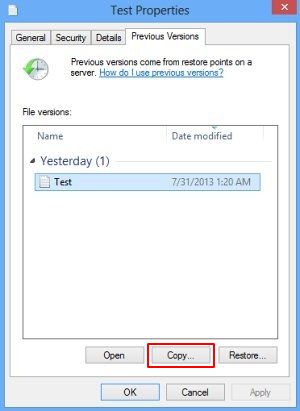 Test Properties
General Security Details Previous Versions
Previous versions come from restore points on a
server. How do I use previous versions?
File versions:
Name Date modified
Yesterday (1)
Test 7/31/2013 1:20 AM
Open Copy... Restore...
OK Cancel Apply